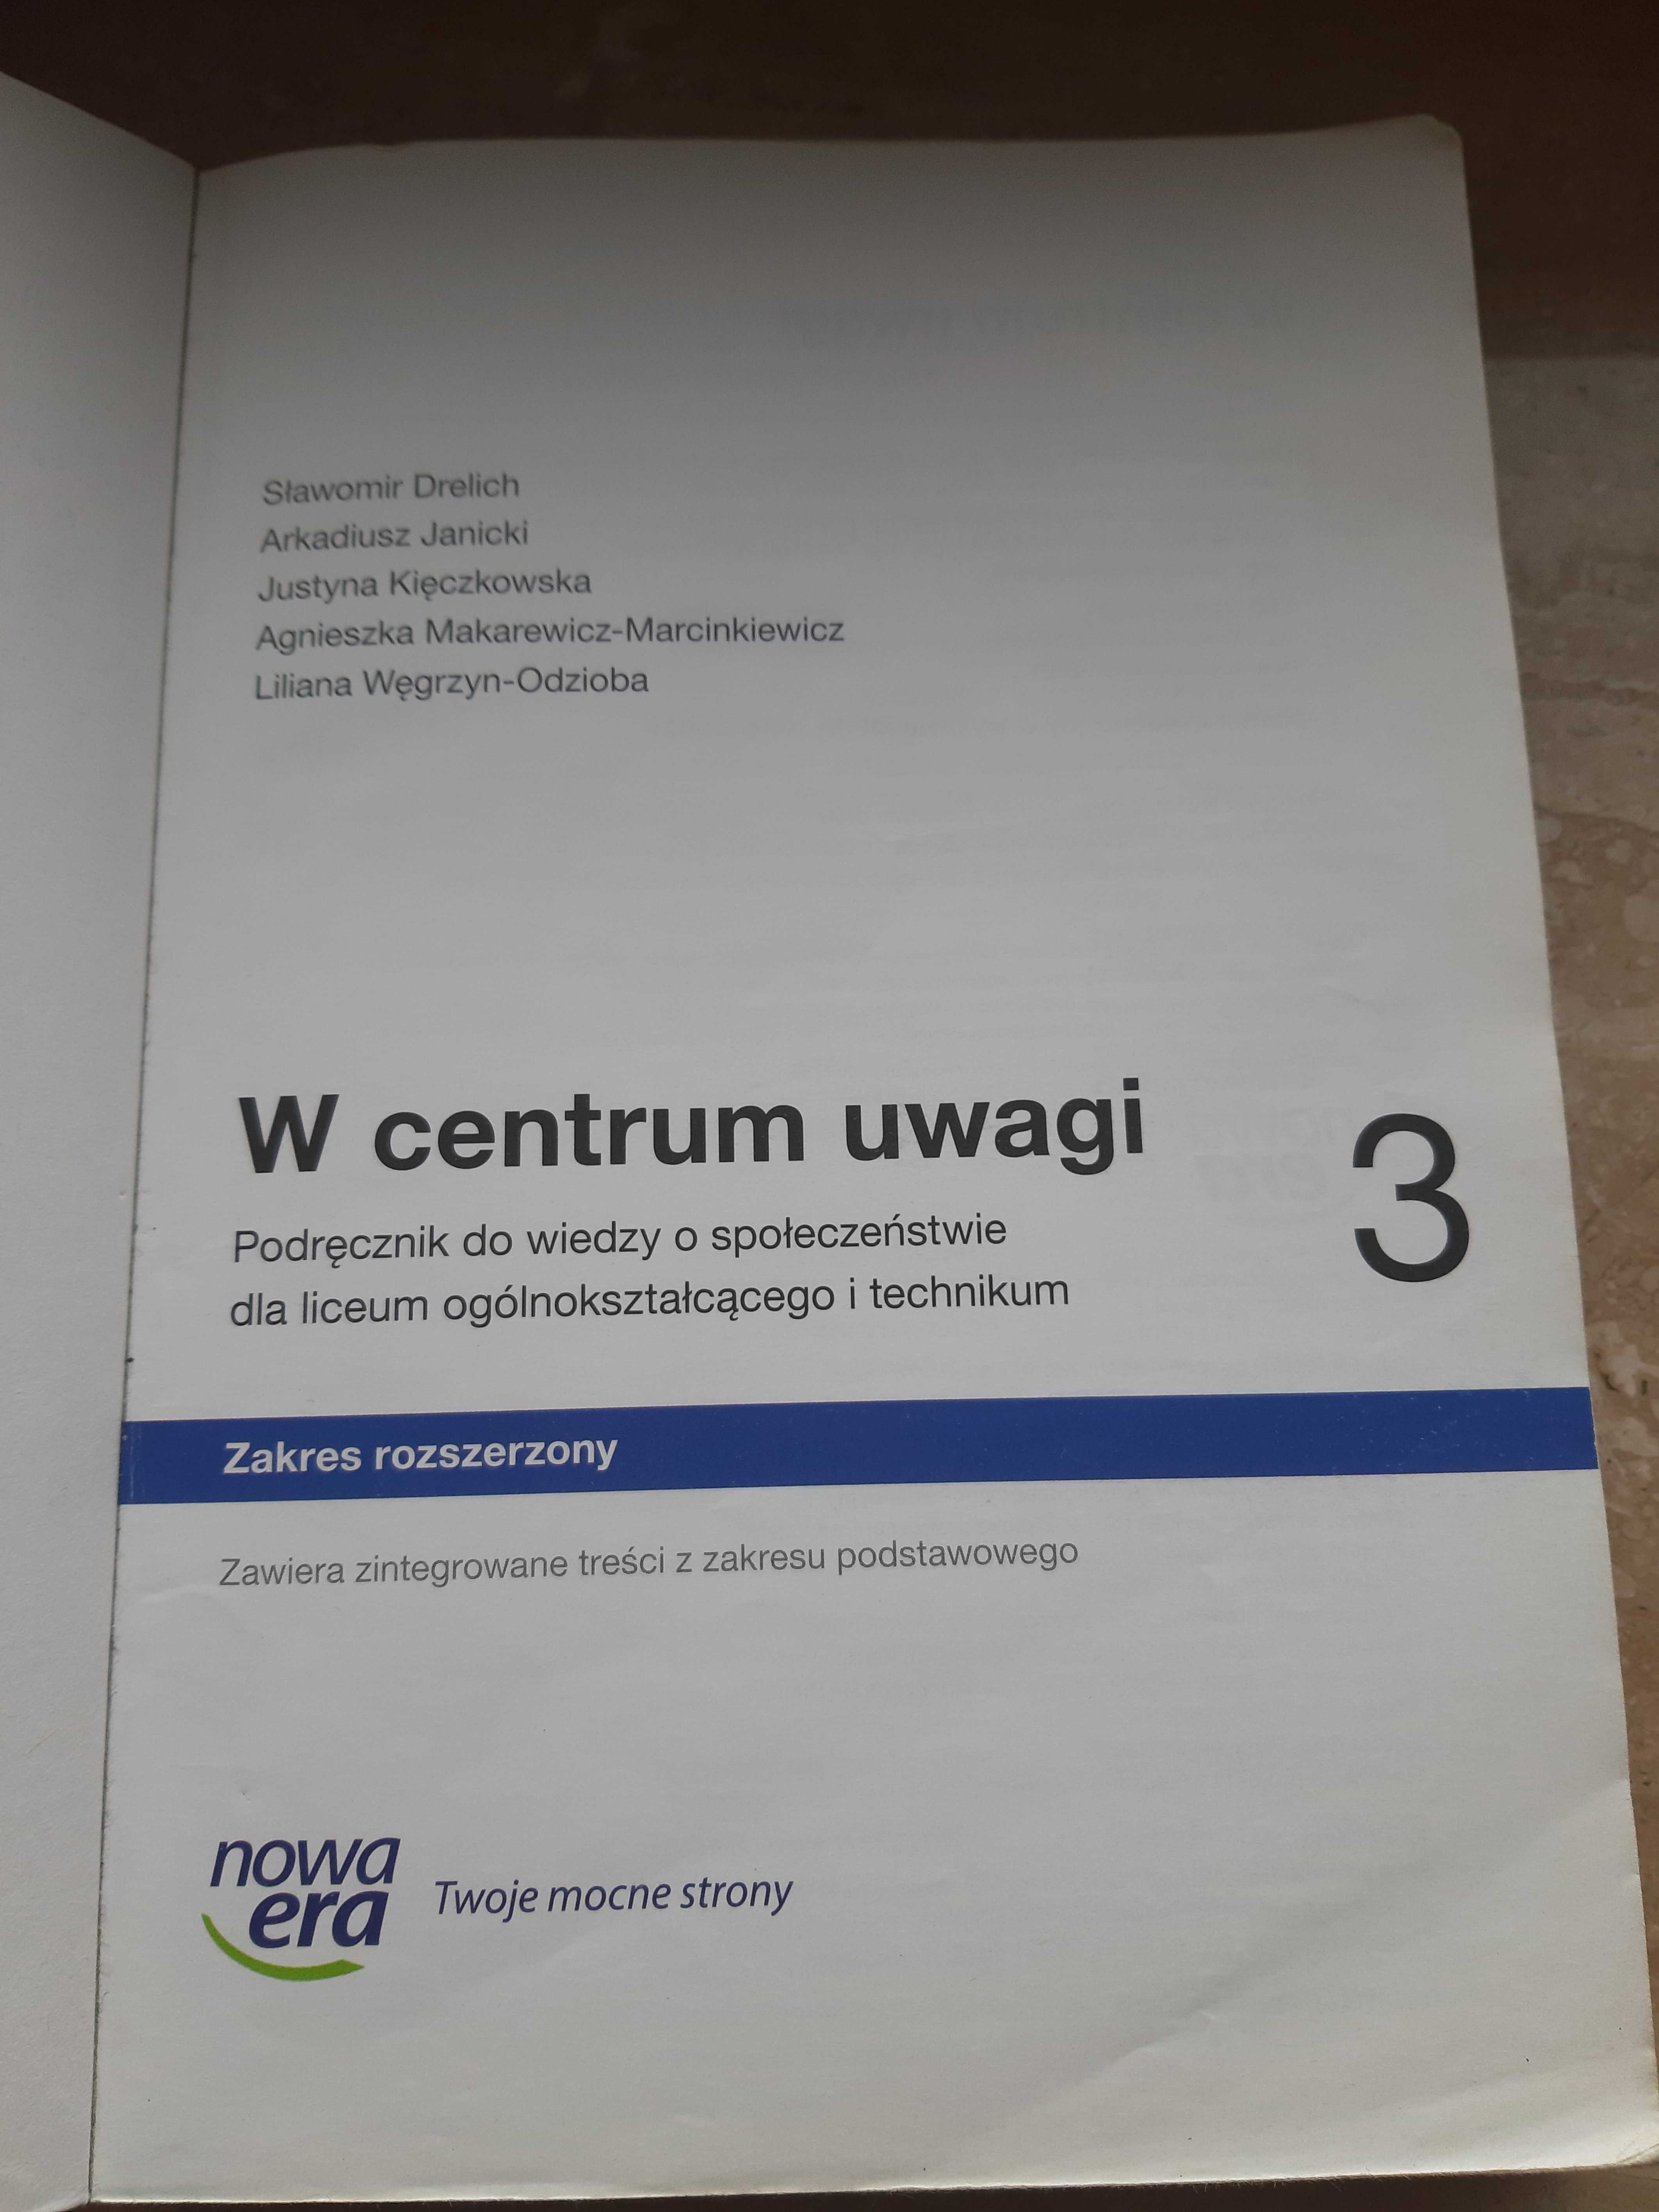 Sławomir Drelich
Arkadiusz Janicki
Justyna Kięczkowska
Agnieszka Makarewicz-Marcinkiewicz
Liliana Węgrzyn-Odzioba
W centrum uwagi
3
Podręcznik do wiedzy o społeczeństwie
dla liceum ogólnokształcącego i technikum
Zakres rozszerzony
Zawiera zintegrowane treści z zakresu podstawowego
nowa
era
Twoje mocne strony